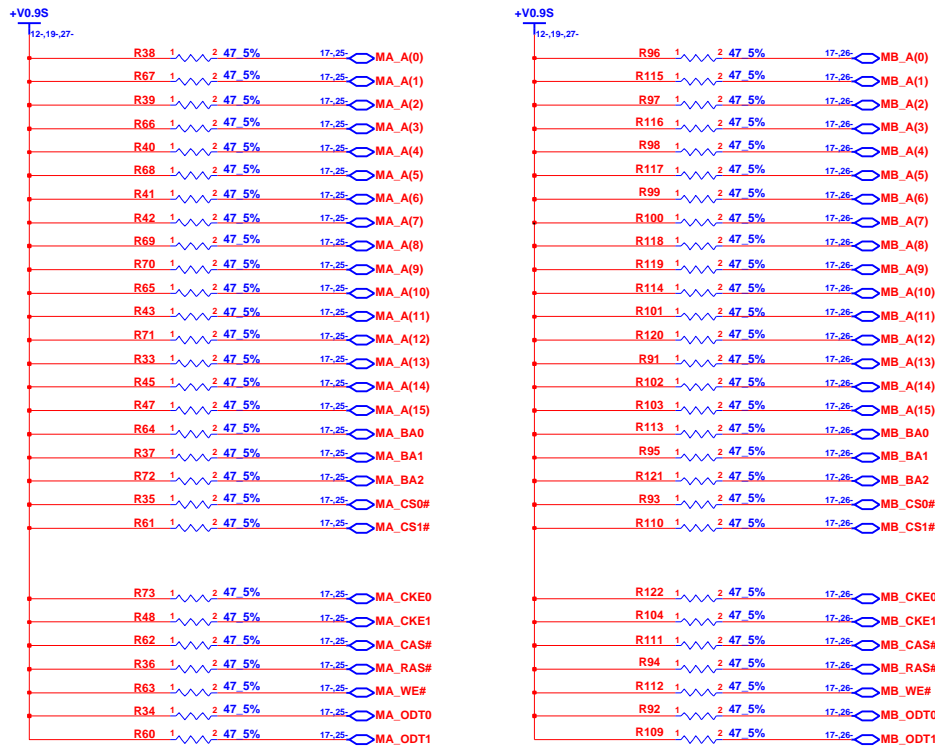 +V0.9S
12-,19-,27-
R38 1 2 47_5% 17-,25- MA_A(0)
R67 1 2 47_5% 17-,25- MA_A(1)
R39 1 2 47_5% 17-,25- MA_A(2)
R66 1 2 47_5% 17-,25- MA_A(3)
R40 1 2 47_5% 17-,25- MA_A(4)
R68 1 2 47_5% 17-,25- MA_A(5)
R41 1 2 47_5% 17-,25- MA_A(6)
R42 1 2 47_5% 17-,25- MA_A(7)
R69 1 2 47_5% 17-,25- MA_A(8)
R70 1 2 47_5% 17-,25- MA_A(9)
R65 1 2 47_5% 17-,25- MA_A(10)
R43 1 2 47_5% 17-,25- MA_A(11)
R71 1 2 47_5% 17-,25- MA_A(12)
R33 1 2 47_5% 17-,25- MA_A(13)
R45 1 2 47_5% 17-,25- MA_A(14)
R47 1 2 47_5% 17-,25- MA_A(15)
R64 1 2 47_5% 17-,25- MA_BA0
R37 1 2 47_5% 17-,25- MA_BA1
R72 1 2 47_5% 17-,25- MA_BA2
R35 1 2 47_5% 17-,25- MA_CS0#
R61 1 2 47_5% 17-,25- MA_CS1#
R73 1 2 47_5% 17-,25- MA_CKE0
R48 1 2 47_5% 17-,25- MA_CKE1
R62 1 2 47_5% 17-,25- MA_CAS#
R36 1 2 47_5% 17-,25- MA_RAS#
R63 1 2 47_5% 17-,25- MA_WE#
R34 1 2 47_5% 17-,25- MA_ODT0
R60 1 2 47_5% 17-,25- MA_ODT1
+V0.9S
12-,19-,27-
R96 1 2 47_5% 17-,26- MB_A(0)
R115 1 2 47_5% 17-,26- MB_A(1)
R97 1 2 47_5% 17-,26- MB_A(2)
R116 1 2 47_5% 17-,26- MB_A(3)
R98 1 2 47_5% 17-,26- MB_A(4)
R117 1 2 47_5% 17-,26- MB_A(5)
R99 1 2 47_5% 17-,26- MB_A(6)
R100 1 2 47_5% 17-,26- MB_A(7)
R118 1 2 47_5% 17-,26- MB_A(8)
R119 1 2 47_5% 17-,26- MB_A(9)
R114 1 2 47_5% 17-,26- MB_A(10)
R101 1 2 47_5% 17-,26- MB_A(11)
R120 1 2 47_5% 17-,26- MB_A(12)
R91 1 2 47_5% 17-,26- MB_A(13)
R102 1 2 47_5% 17-,26- MB_A(14)
R103 1 2 47_5% 17-,26- MB_A(15)
R113 1 2 47_5% 17-,26- MB_BA0
R95 1 2 47_5% 17-,26- MB_BA1
R121 1 2 47_5% 17-,26- MB_BA2
R93 1 2 47_5% 17-,26- MB_CS0#
R110 1 2 47_5% 17-,26- MB_CS1#
R122 1 2 47_5% 17-,26- MB_CKE0
R104 1 2 47_5% 17-,26- MB_CKE1
R111 1 2 47_5% 17-,26- MB_CAS#
R94 1 2 47_5% 17-,26- MB_RAS#
R112 1 2 47_5% 17-,26- MB_WE#
R92 1 2 47_5% 17-,26- MB_ODT0
R109 1 2 47_5% 17-,26- MB_ODT1